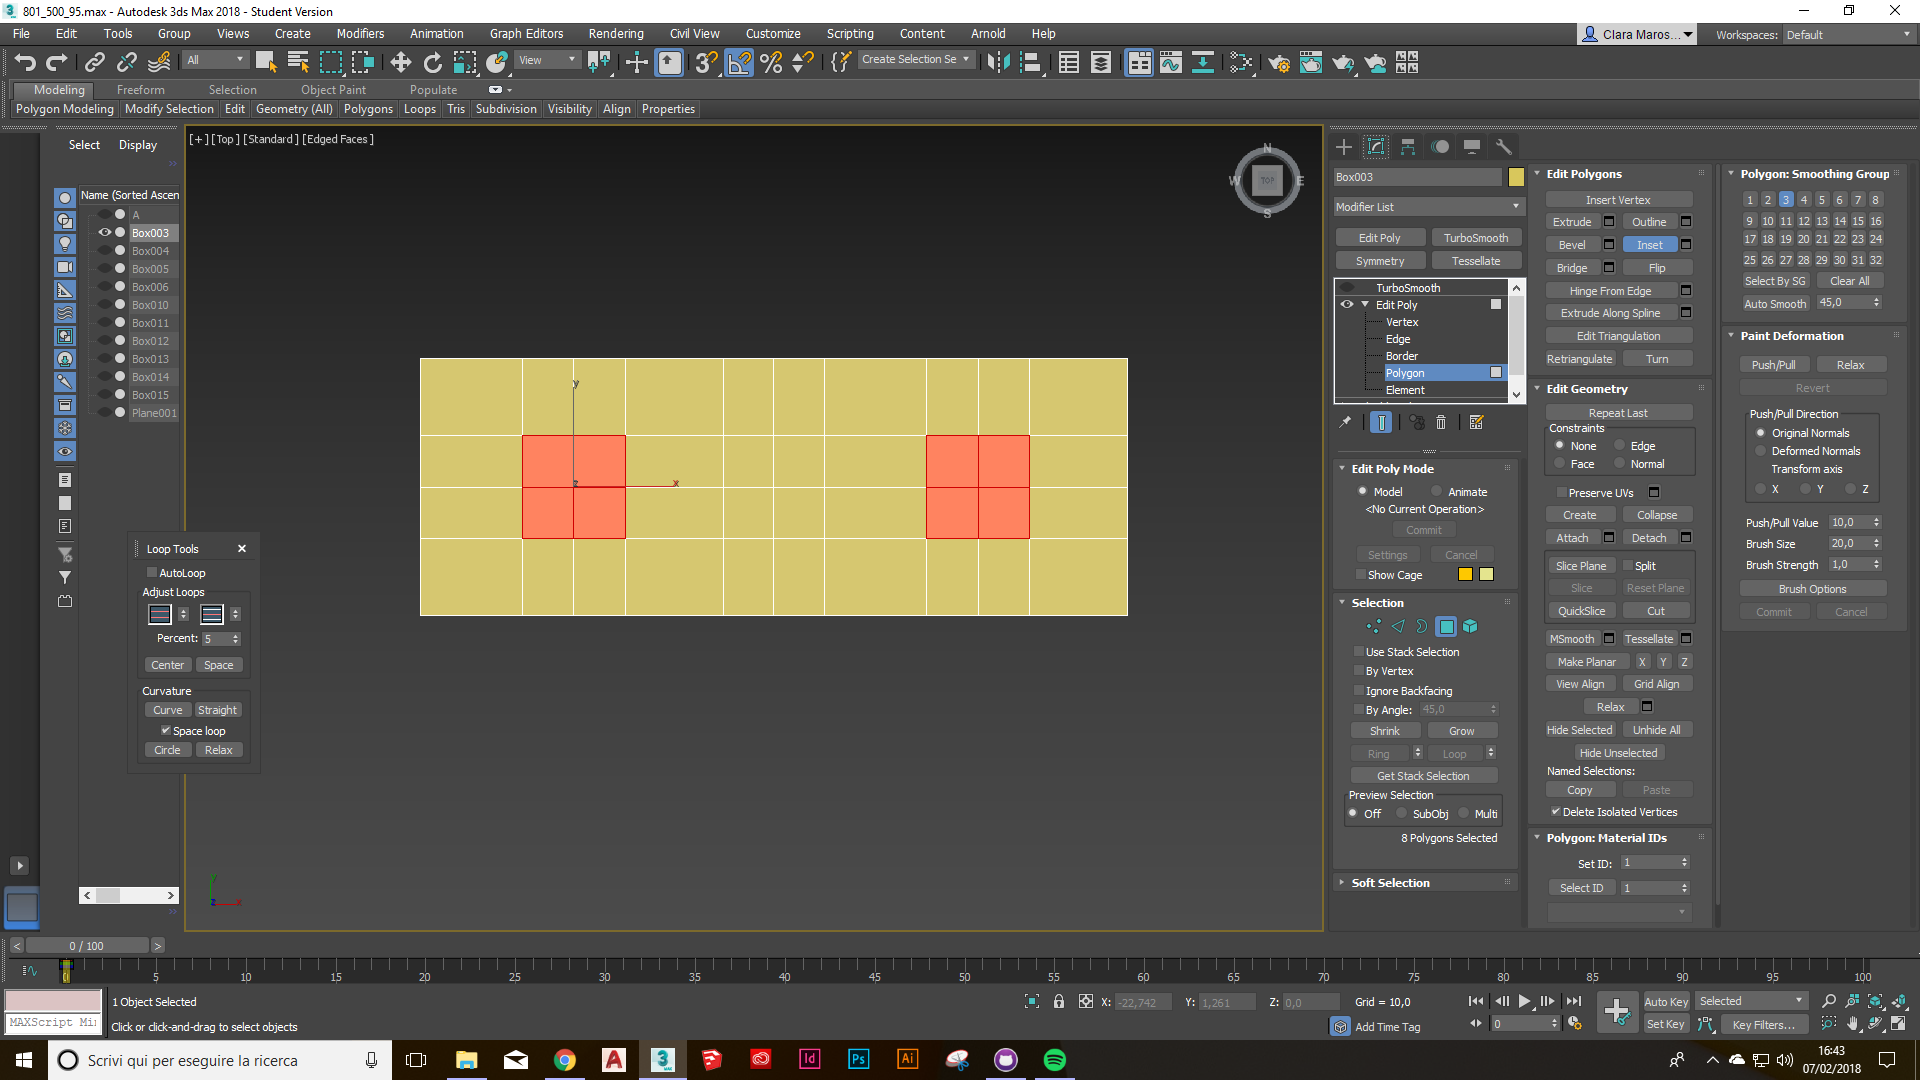 801_500_95.max - Autodesk 3ds Max 2018 - Student Version
File Edit Tools Group Views Create Modifiers Animation Graph Editors Rendering Civil View Customize Scripting Content Arnold Help
Clara Maros... Workspaces: Default
All View Create Selection Se
Modeling Freeform Selection Object Paint Populate
Polygon Modeling Modify Selection Edit Geometry (All) Polygons Loops Tris Subdivision Visibility Align Properties
Select Display
Name (Sorted Ascen
A
Box003
Box004
Box005
Box006
Box010
Box011
Box012
Box013
Box014
Box015
Plane001
Loop Tools
AutoLoop
Adjust Loops
Percent: 5
Center Space
Curvature
Curve Straight
Space loop
Circle Relax
[+] [Top] [Standard] [Edged Faces]
N
W TOP E
S
y
z x
Box003
Modifier List
Edit Poly TurboSmooth
Symmetry Tessellate
TurboSmooth
Edit Poly
Vertex
Edge
Border
Polygon
Element
Edit Poly Mode
Model Animate
<No Current Operation>
Commit
Settings Cancel
Show Cage
Selection
Use Stack Selection
By Vertex
Ignore Backfacing
By Angle: 45,0
Shrink Grow
Ring Loop
Get Stack Selection
Preview Selection
Off SubObj Multi
8 Polygons Selected
Soft Selection
Edit Polygons
Insert Vertex
Extrude Outline
Bevel Inset
Bridge Flip
Hinge From Edge
Extrude Along Spline
Edit Triangulation
Retriangulate Turn
Edit Geometry
Repeat Last
Constraints
None Edge
Face Normal
Preserve UVs
Create Collapse
Attach Detach
Slice Plane Split
Slice Reset Plane
QuickSlice Cut
MSmooth Tessellate
Make Planar X Y Z
View Align Grid Align
Relax
Hide Selected Unhide All
Hide Unselected
Named Selections:
Copy Paste
Delete Isolated Vertices
Polygon: Material IDs
Set ID: 1
Select ID 1
Polygon: Smoothing Group
1 2 3 4 5 6 7 8
9 10 11 12 13 14 15 16
17 18 19 20 21 22 23 24
25 26 27 28 29 30 31 32
Select By SG Clear All
Auto Smooth 45,0
Paint Deformation
Push/Pull Relax
Revert
Push/Pull Direction
Original Normals
Deformed Normals
Transform axis
X Y Z
Push/Pull Value 10,0
Brush Size 20,0
Brush Strength 1,0
Brush Options
Commit Cancel
0 / 100
0 5 10 15 20 25 30 35 40 45 50 55 60 65 70 75 80 85 90 95 100
1 Object Selected
X: -22,742 Y: 1,261 Z: 0,0 Grid = 10,0
Auto Key Selected
MAXScript Mi
Click or click-and-drag to select objects
Add Time Tag
0
Set Key Key Filters...
Scrivi qui per eseguire la ricerca
16:43
07/02/2018